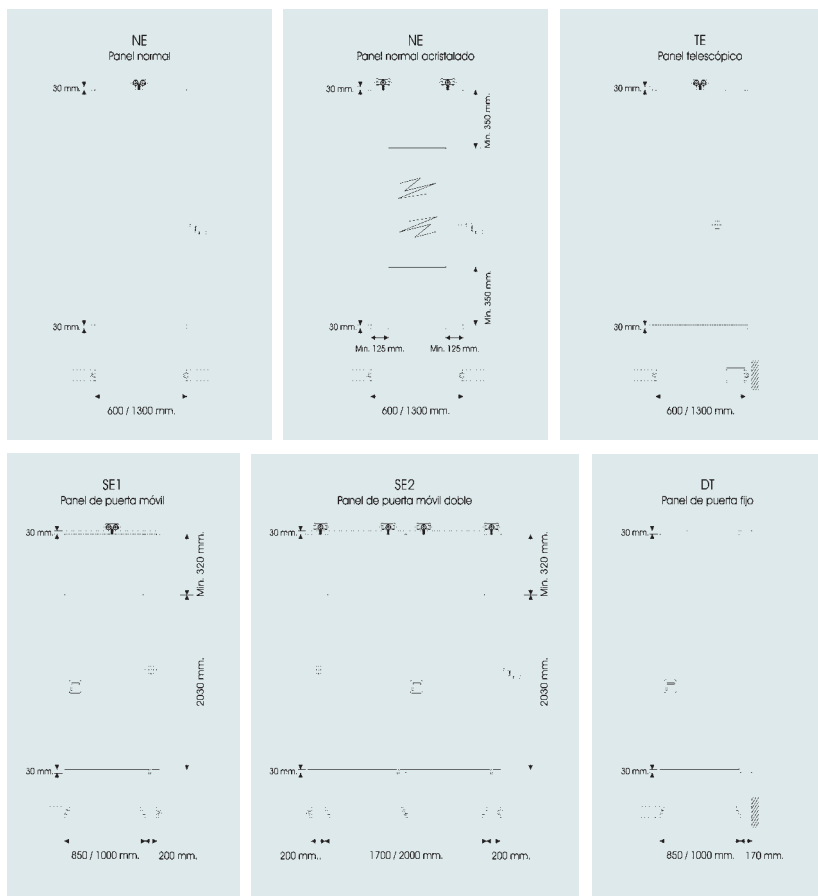 NE
Panel normal
30 mm.
30 mm.
600 / 1300 mm.
NE
Panel normal acristalado
30 mm.
Min. 350 mm.
Min. 350 mm.
30 mm.
Min. 125 mm.
Min. 125 mm.
600 / 1300 mm.
TE
Panel telescópico
30 mm.
30 mm.
600 / 1300 mm.
SE1
Panel de puerta móvil
30 mm.
Min. 320 mm.
2030 mm.
30 mm.
850 / 1000 mm.
200 mm.
SE2
Panel de puerta móvil doble
30 mm.
Min. 320 mm.
2030 mm.
30 mm.
200 mm..
1700 / 2000 mm.
200 mm.
DT
Panel de puerta fijo
30 mm.
30 mm.
850 / 1000 mm.
170 mm.